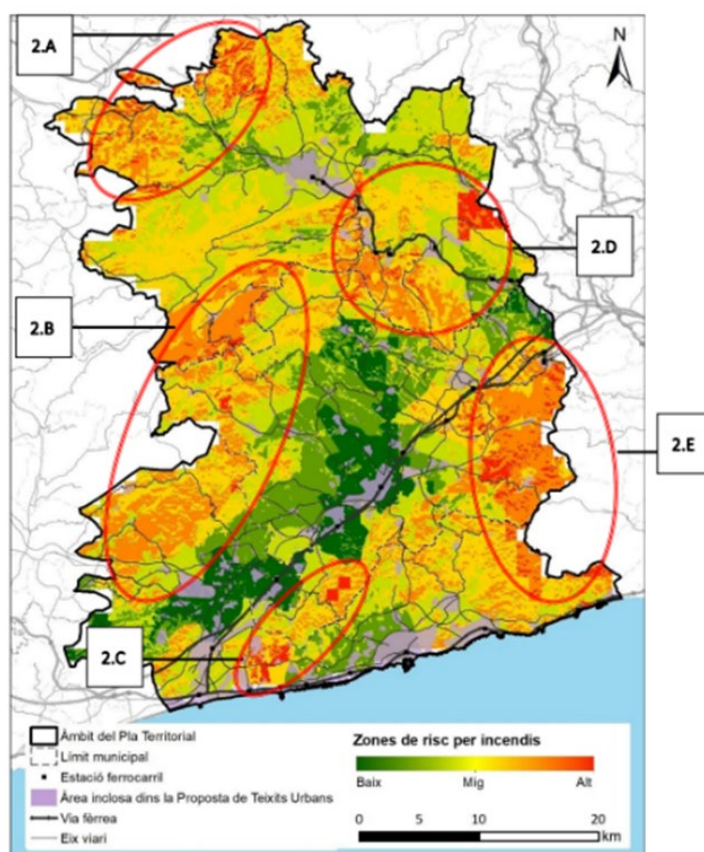 2.A
N
2.D
2.B
2.E
2.C
Àmbit del Pla Territorial
Límit municipal
Estació ferrocarril
Àrea inclosa dins la Proposta de Teixits Urbans
Via fèrrea
Eix viari
Zones de risc per incendis
Baix Mig Alt
0 5 10 20
km